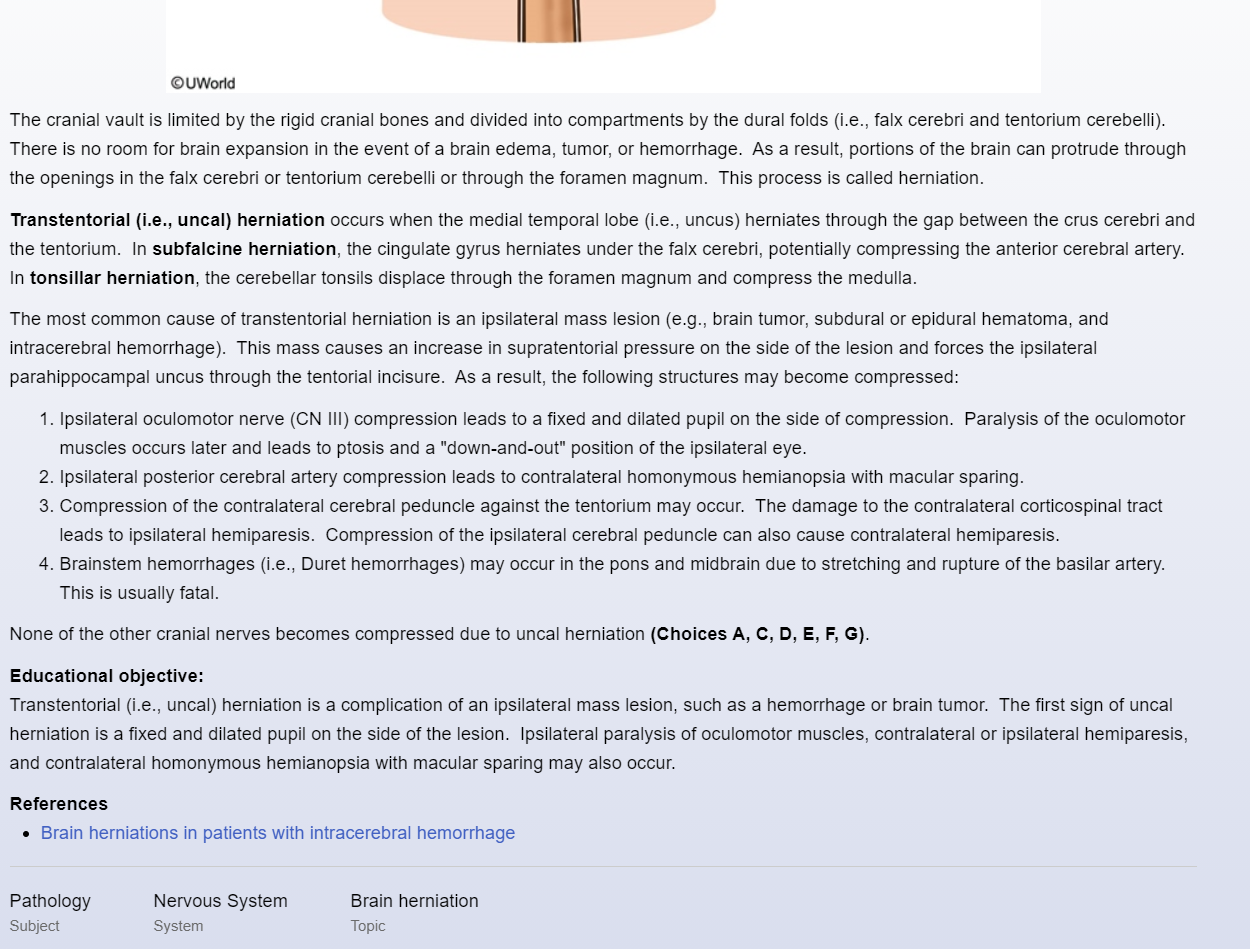 ©UWorld
The cranial vault is limited by the rigid cranial bones and divided into compartments by the dural folds (i.e., falx cerebri and tentorium cerebelli).
There is no room for brain expansion in the event of a brain edema, tumor, or hemorrhage.  As a result, portions of the brain can protrude through
the openings in the falx cerebri or tentorium cerebelli or through the foramen magnum.  This process is called herniation.
Transtentorial (i.e., uncal) herniation occurs when the medial temporal lobe (i.e., uncus) herniates through the gap between the crus cerebri and
the tentorium.  In subfalcine herniation, the cingulate gyrus herniates under the falx cerebri, potentially compressing the anterior cerebral artery.
In tonsillar herniation, the cerebellar tonsils displace through the foramen magnum and compress the medulla.
The most common cause of transtentorial herniation is an ipsilateral mass lesion (e.g., brain tumor, subdural or epidural hematoma, and
intracerebral hemorrhage).  This mass causes an increase in supratentorial pressure on the side of the lesion and forces the ipsilateral
parahippocampal uncus through the tentorial incisure.  As a result, the following structures may become compressed:
1. Ipsilateral oculomotor nerve (CN III) compression leads to a fixed and dilated pupil on the side of compression.  Paralysis of the oculomotor
muscles occurs later and leads to ptosis and a "down-and-out" position of the ipsilateral eye.
2. Ipsilateral posterior cerebral artery compression leads to contralateral homonymous hemianopsia with macular sparing.
3. Compression of the contralateral cerebral peduncle against the tentorium may occur.  The damage to the contralateral corticospinal tract
leads to ipsilateral hemiparesis.  Compression of the ipsilateral cerebral peduncle can also cause contralateral hemiparesis.
4. Brainstem hemorrhages (i.e., Duret hemorrhages) may occur in the pons and midbrain due to stretching and rupture of the basilar artery.
This is usually fatal.
None of the other cranial nerves becomes compressed due to uncal herniation (Choices A, C, D, E, F, G).
Educational objective:
Transtentorial (i.e., uncal) herniation is a complication of an ipsilateral mass lesion, such as a hemorrhage or brain tumor.  The first sign of uncal
herniation is a fixed and dilated pupil on the side of the lesion.  Ipsilateral paralysis of oculomotor muscles, contralateral or ipsilateral hemiparesis,
and contralateral homonymous hemianopsia with macular sparing may also occur.
References
• Brain herniations in patients with intracerebral hemorrhage
Pathology Nervous System Brain herniation
Subject System Topic